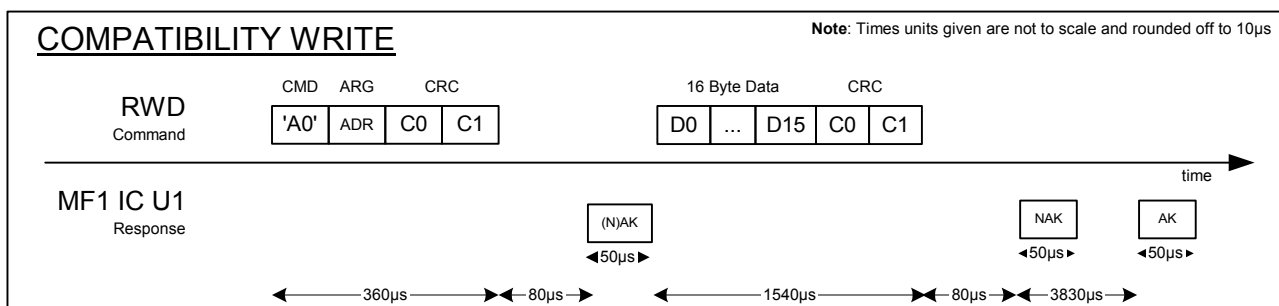 COMPATIBILITY WRITE
Note: Times units given are not to scale and rounded off to 10µs
CMD ARG CRC 16 Byte Data CRC
RWD
Command
'A0' ADR C0 C1 D0 ... D15 C0 C1
time
MF1 IC U1
Response
(N)AK NAK AK
50µs 50µs 50µs
360µs 80µs 1540µs 80µs 3830µs